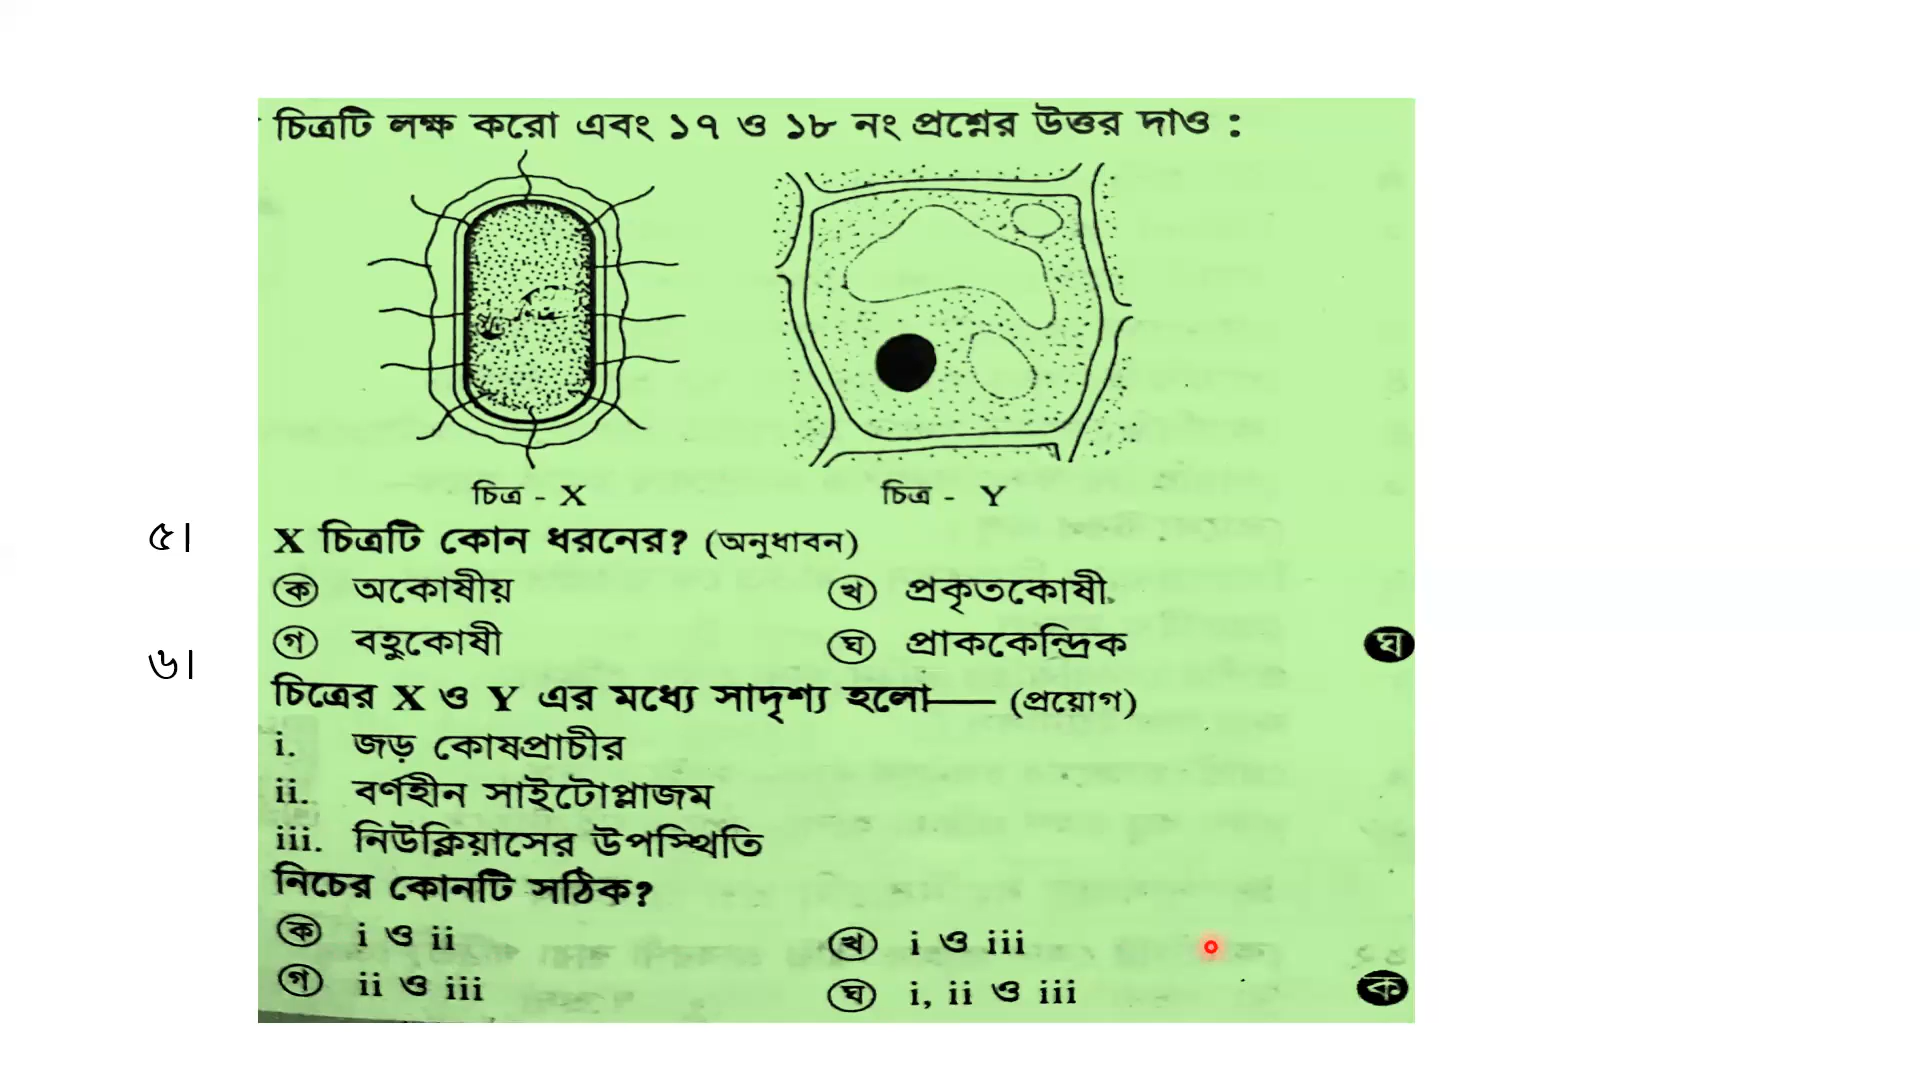 চিত্রটি লক্ষ করো এবং ১৭ ও ১৮ নং প্রশ্নের উত্তর দাও :
চিত্র - X চিত্র - Y
৫। X চিত্রটি কোন ধরনের? (অনুধাবন)
ক অকোষীয় খ প্রকৃতকোষী
গ বহুকোষী ঘ প্রাককেন্দ্রিক ঘ
৬।
চিত্রের X ও Y এর মধ্যে সাদৃশ্য হলো— (প্রয়োগ)
i. জড় কোষপ্রাচীর
ii. বর্ণহীন সাইটোপ্লাজম
iii. নিউক্লিয়াসের উপস্থিতি
নিচের কোনটি সঠিক?
ক i ও ii খ i ও iii
গ ii ও iii ঘ i, ii ও iii ক